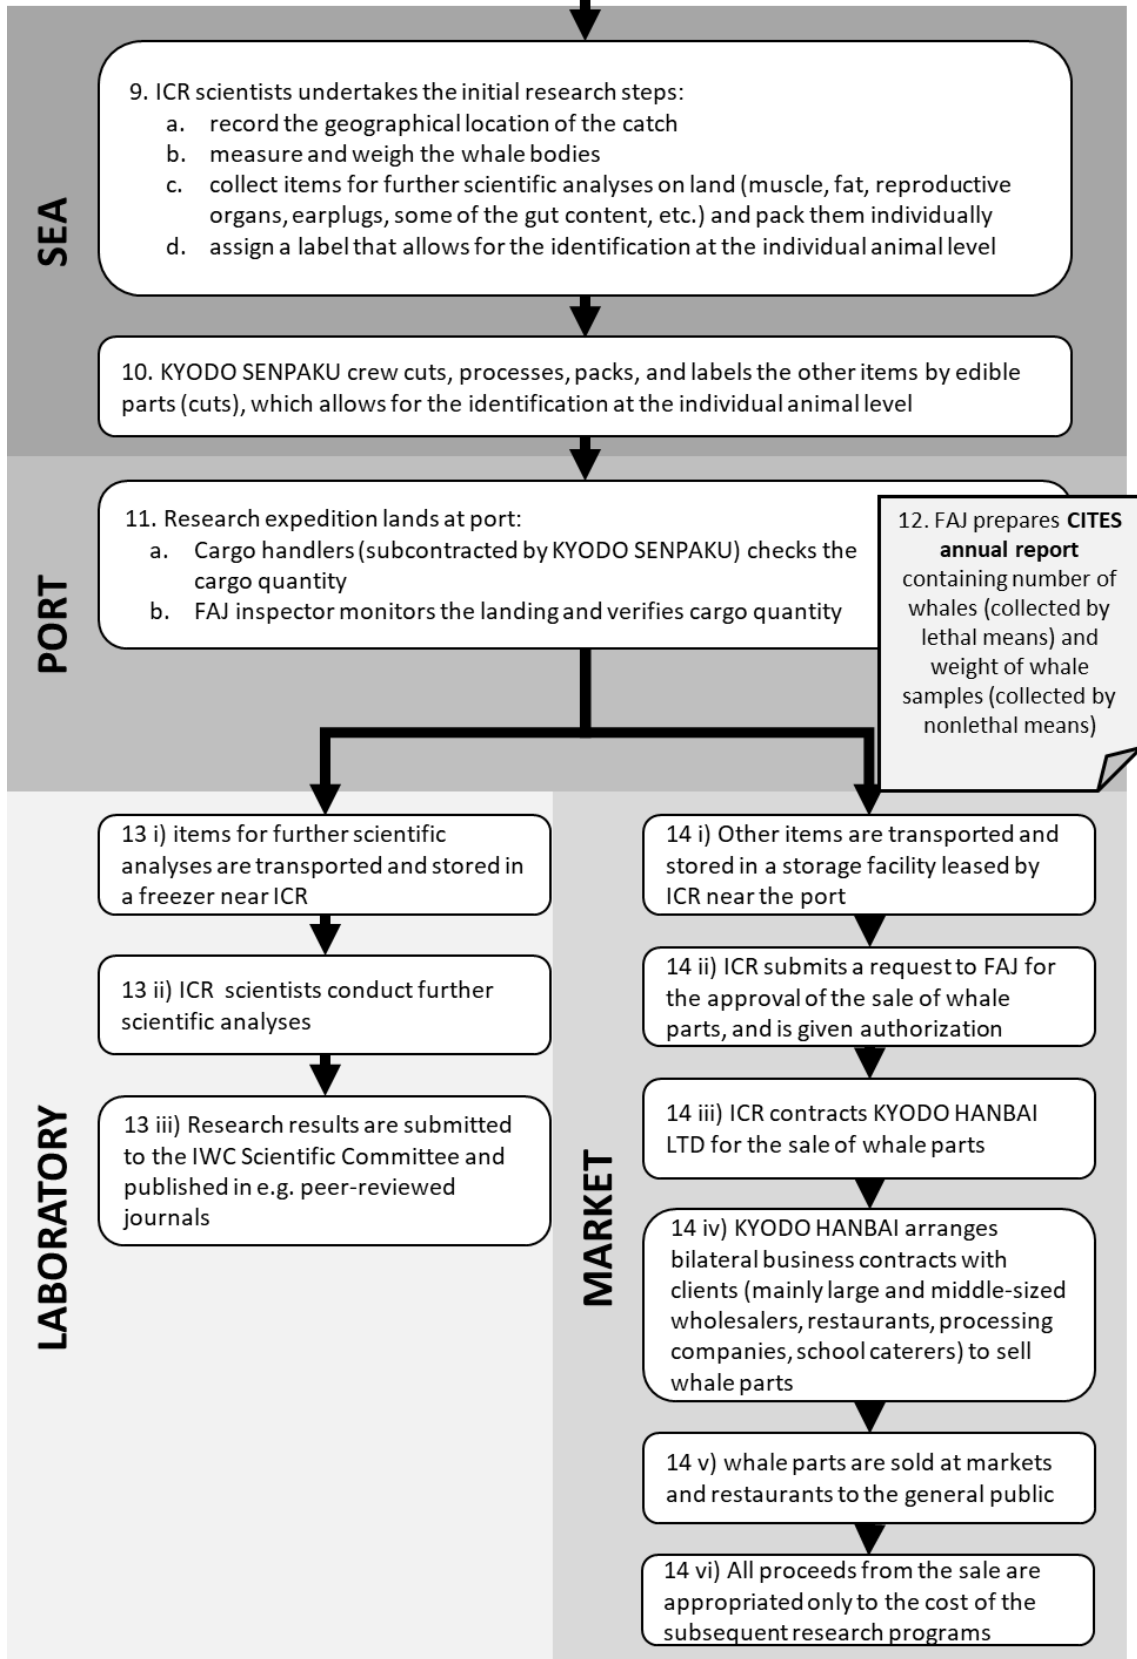 SEA
9. ICR scientists undertakes the initial research steps:
a. record the geographical location of the catch
b. measure and weigh the whale bodies
c. collect items for further scientific analyses on land (muscle, fat, reproductive
organs, earplugs, some of the gut content, etc.) and pack them individually
d. assign a label that allows for the identification at the individual animal level
10. KYODO SENPAKU crew cuts, processes, packs, and labels the other items by edible
parts (cuts), which allows for the identification at the individual animal level
PORT
11. Research expedition lands at port:
a. Cargo handlers (subcontracted by KYODO SENPAKU) checks the
cargo quantity
b. FAJ inspector monitors the landing and verifies cargo quantity
12. FAJ prepares CITES
annual report
containing number of
whales (collected by
lethal means) and
weight of whale
samples (collected by
nonlethal means)
LABORATORY
13 i) items for further scientific
analyses are transported and stored in
a freezer near ICR
13 ii) ICR scientists conduct further
scientific analyses
13 iii) Research results are submitted
to the IWC Scientific Committee and
published in e.g. peer-reviewed
journals
MARKET
14 i) Other items are transported and
stored in a storage facility leased by
ICR near the port
14 ii) ICR submits a request to FAJ for
the approval of the sale of whale
parts, and is given authorization
14 iii) ICR contracts KYODO HANBAI
LTD for the sale of whale parts
14 iv) KYODO HANBAI arranges
bilateral business contracts with
clients (mainly large and middle-sized
wholesalers, restaurants, processing
companies, school caterers) to sell
whale parts
14 v) whale parts are sold at markets
and restaurants to the general public
14 vi) All proceeds from the sale are
appropriated only to the cost of the
subsequent research programs